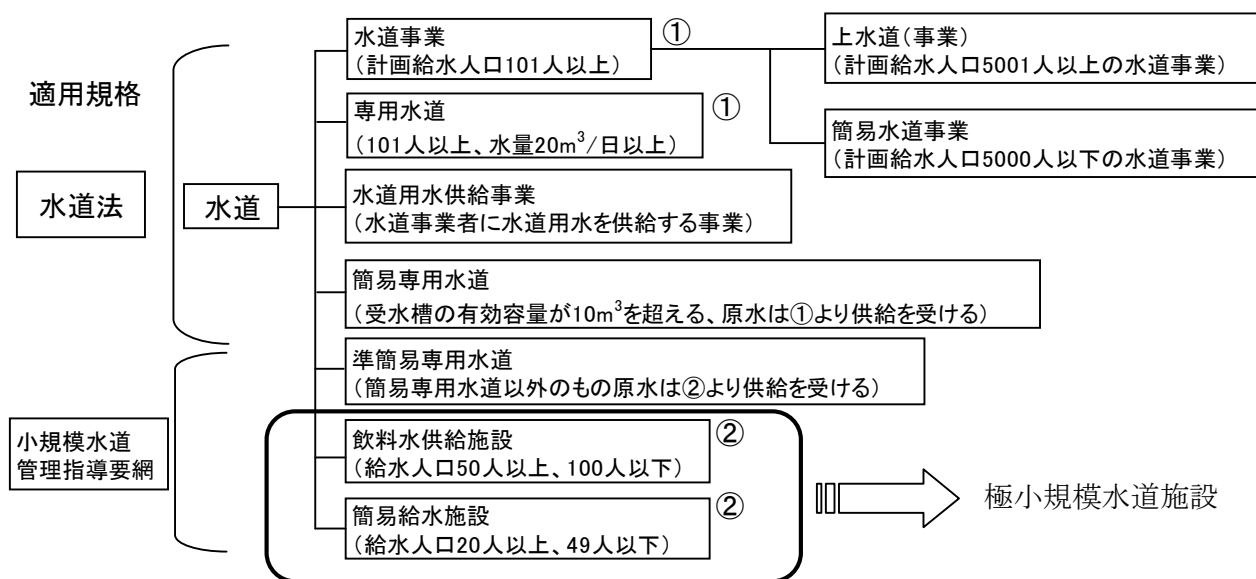 適用規格
水道法
水道
水道事業 ①
(計画給水人口101人以上)
上水道(事業)
(計画給水人口5001人以上の水道事業)
簡易水道事業
(計画給水人口5000人以下の水道事業)
専用水道 ①
(101人以上、水量20m³/日以上)
水道用水供給事業
(水道事業者に水道用水を供給する事業)
簡易専用水道
(受水槽の有効容量が10m³を超える、原水は①より供給を受ける)
小規模水道
管理指導要網
準簡易専用水道
(簡易専用水道以外のもの原水は②より供給を受ける)
飲料水供給施設 ②
(給水人口50人以上、100人以下)
簡易給水施設 ②
(給水人口20人以上、49人以下)
極小規模水道施設